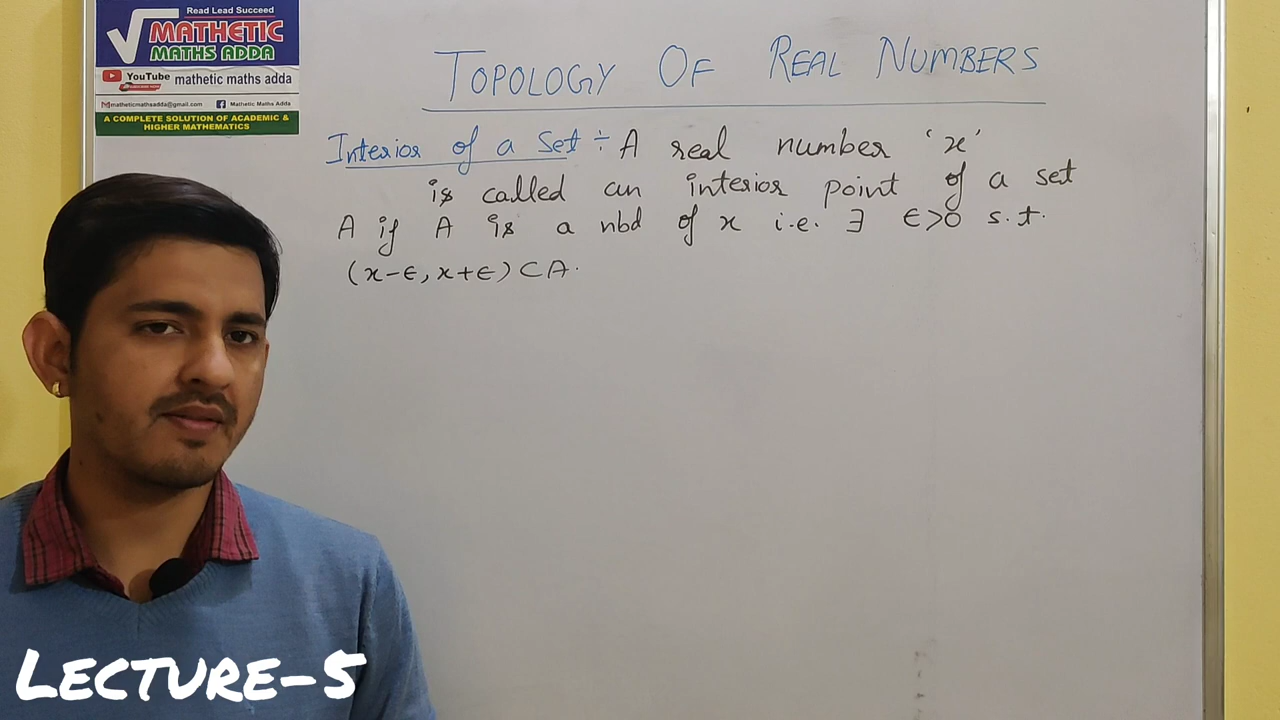 Read Lead Succeed
MATHETIC
MATHS ADDA
YouTube mathetic maths adda
matheticmathsadda@gmail.com Mathetic Maths Adda
A COMPLETE SOLUTION OF ACADEMIC &
HIGHER MATHEMATICS
TOPOLOGY OF REAL NUMBERS
Interior of a Set ÷ A real number 'x'
is called an interior point of a set
A if A is a nbd of x i.e. ∃ ϵ>0 s.t.
(x-ϵ, x+ϵ) ⊂ A.
LECTURE-5